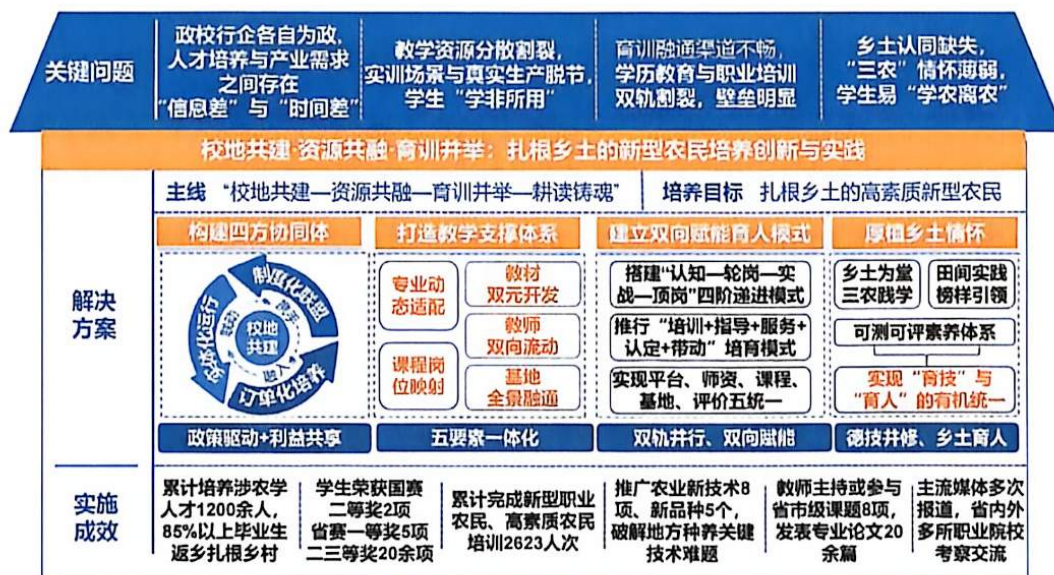 关键问题
政校行企各自为政,
人才培养与产业需求
之间存在
“信息差”与“时间差”
教学资源分散割裂,
实训场景与真实生产脱节,
学生“学非所用”
育训融通渠道不畅,
学历教育与职业培训
双轨割裂,壁垒明显
乡土认同缺失,
“三农”情怀薄弱,
学生易“学农离农”
校地共建·资源共融·育训并举:扎根乡土的新型农民培养创新与实践
主线 “校地共建—资源共融—育训并举—耕读铸魂”
培养目标 扎根乡土的高素质新型农民
解决
方案
构建四方协同体
制度化联盟
实体化运行
校地
共建
政策驱动+利益共享
打造教学支撑体系
专业动
态适配
课程岗
位映射
教材
双元开发
教师
双向流动
基地
全景融通
五要素一体化
建立双向赋能育人模式
搭建“认知—轮岗—实
战—顶岗”四阶递进模式
推行“培训+指导+服务+
认定+带动”培育模式
实现平台、师资、课程、
基地、评价五统一
双轨并行、双向赋能
厚植乡土情怀
乡土为堂
三农践学
田间实践
榜样引领
可测可评素养体系
实现“育技”与
“育人”的有机统一
德技并修、乡土育人
实施
成效
累计培养涉农学
人才1200余人,
85%以上毕业生
返乡扎根乡村
学生荣获国赛
二等奖2项
省赛一等奖5项
二三等奖20余项
累计完成新型职业
农民、高素质农民
培训2623人次
推广农业新技术8
项、新品种5个,
破解地方种养关键
技术难题
教师主持或参与
省市级课题8项,
发表专业论文20
余篇
主流媒体多次
报道,省内外
多所职业院校
考察交流